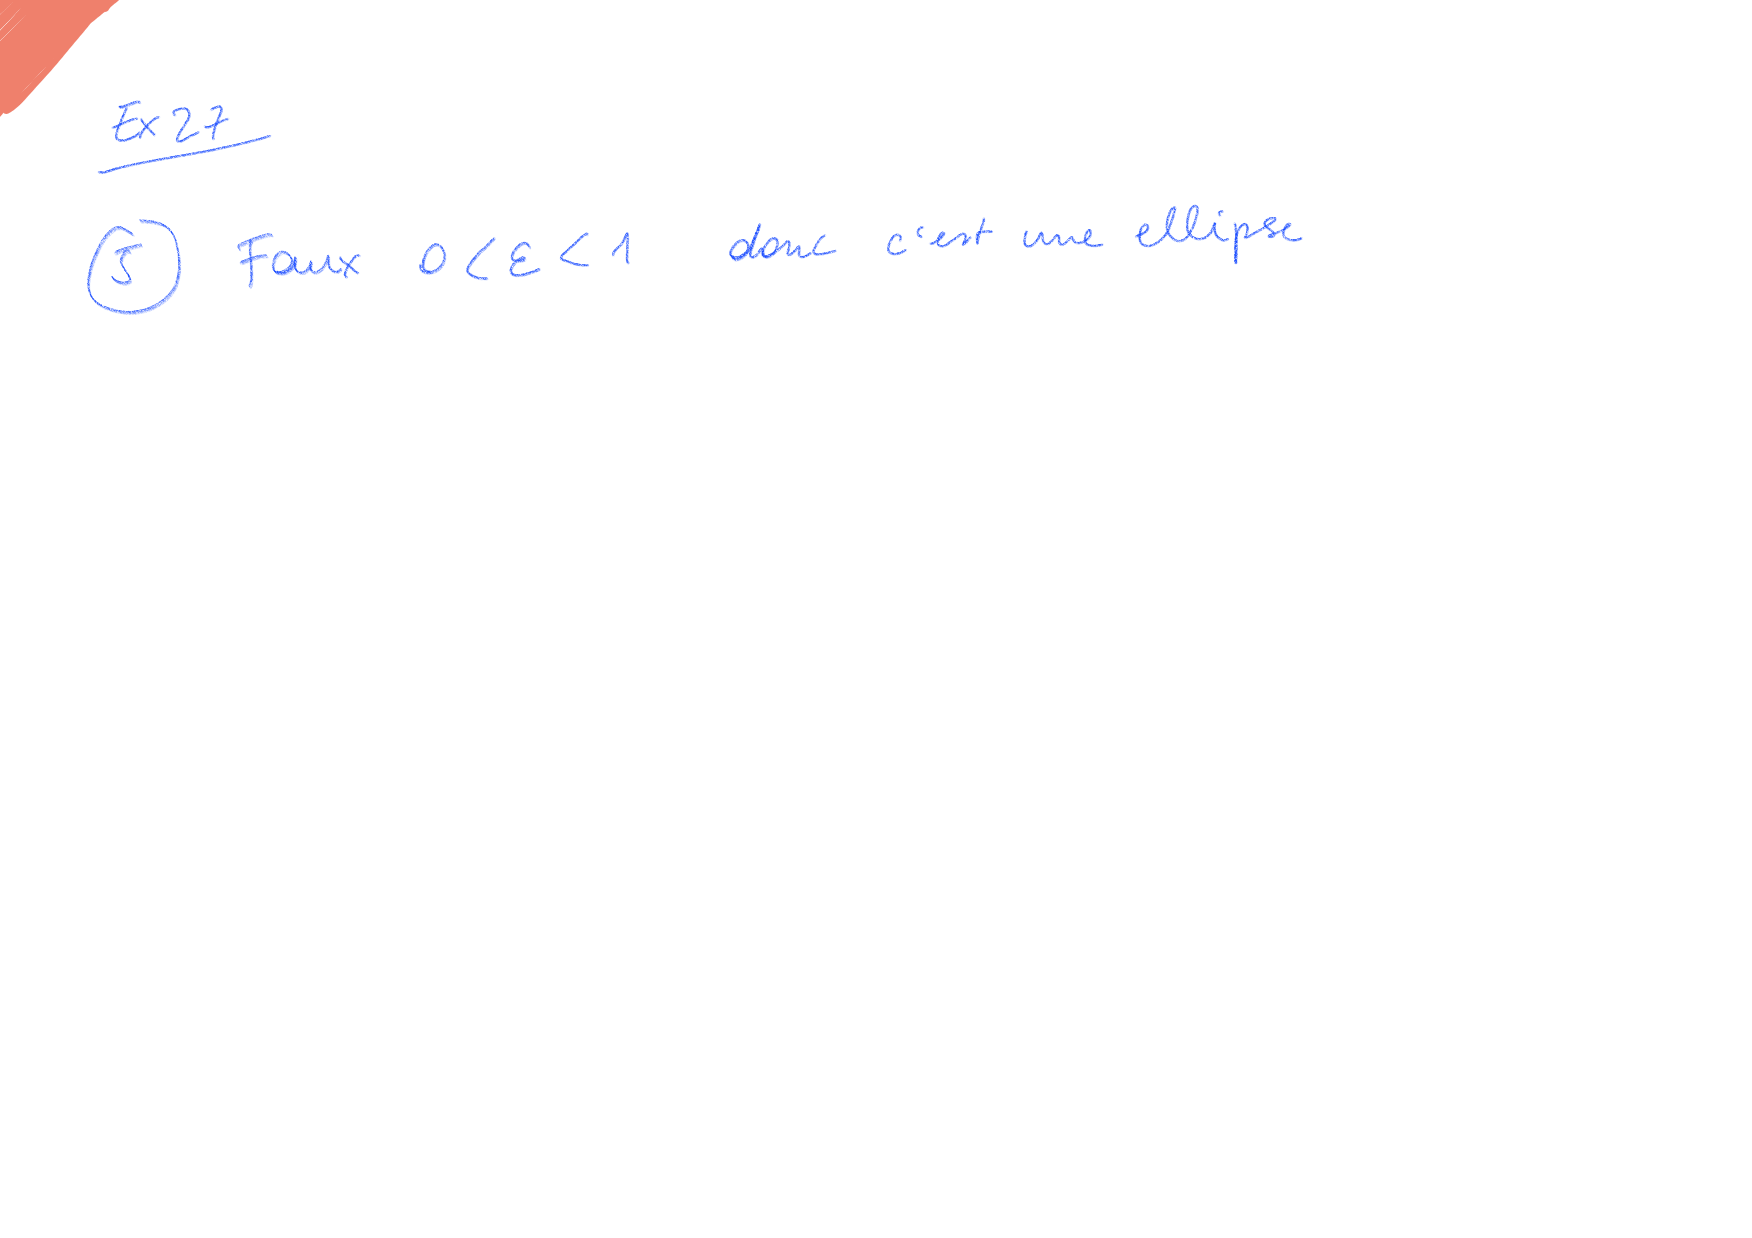 Ex 27
5 Faux 0 < ε < 1 donc c'est une ellipse